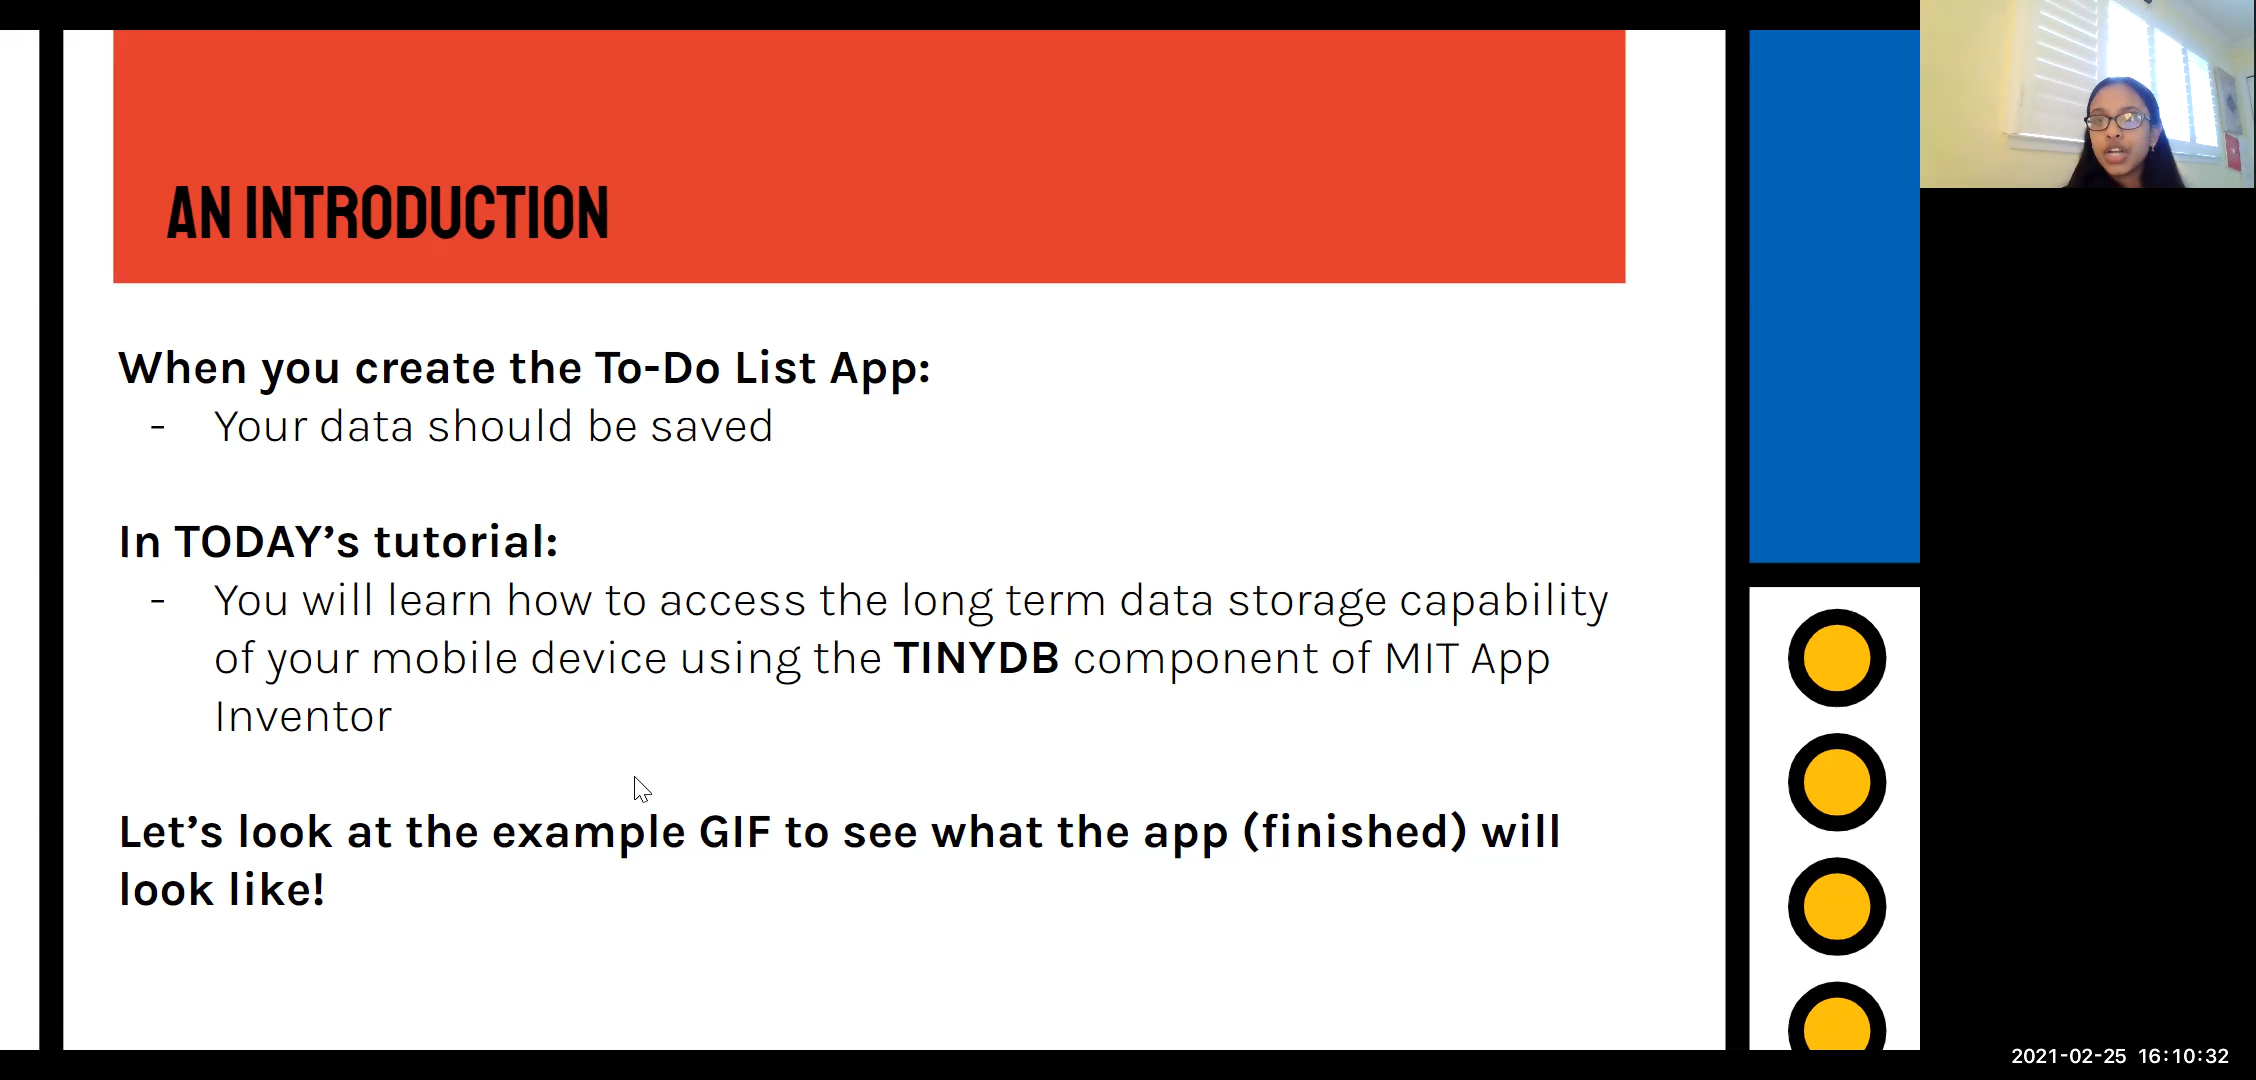 AN INTRODUCTION
When you create the To-Do List App:
- Your data should be saved
In TODAY’s tutorial:
- You will learn how to access the long term data storage capability
of your mobile device using the TINYDB component of MIT App
Inventor
Let’s look at the example GIF to see what the app (finished) will
look like!
2021-02-25 16:10:32